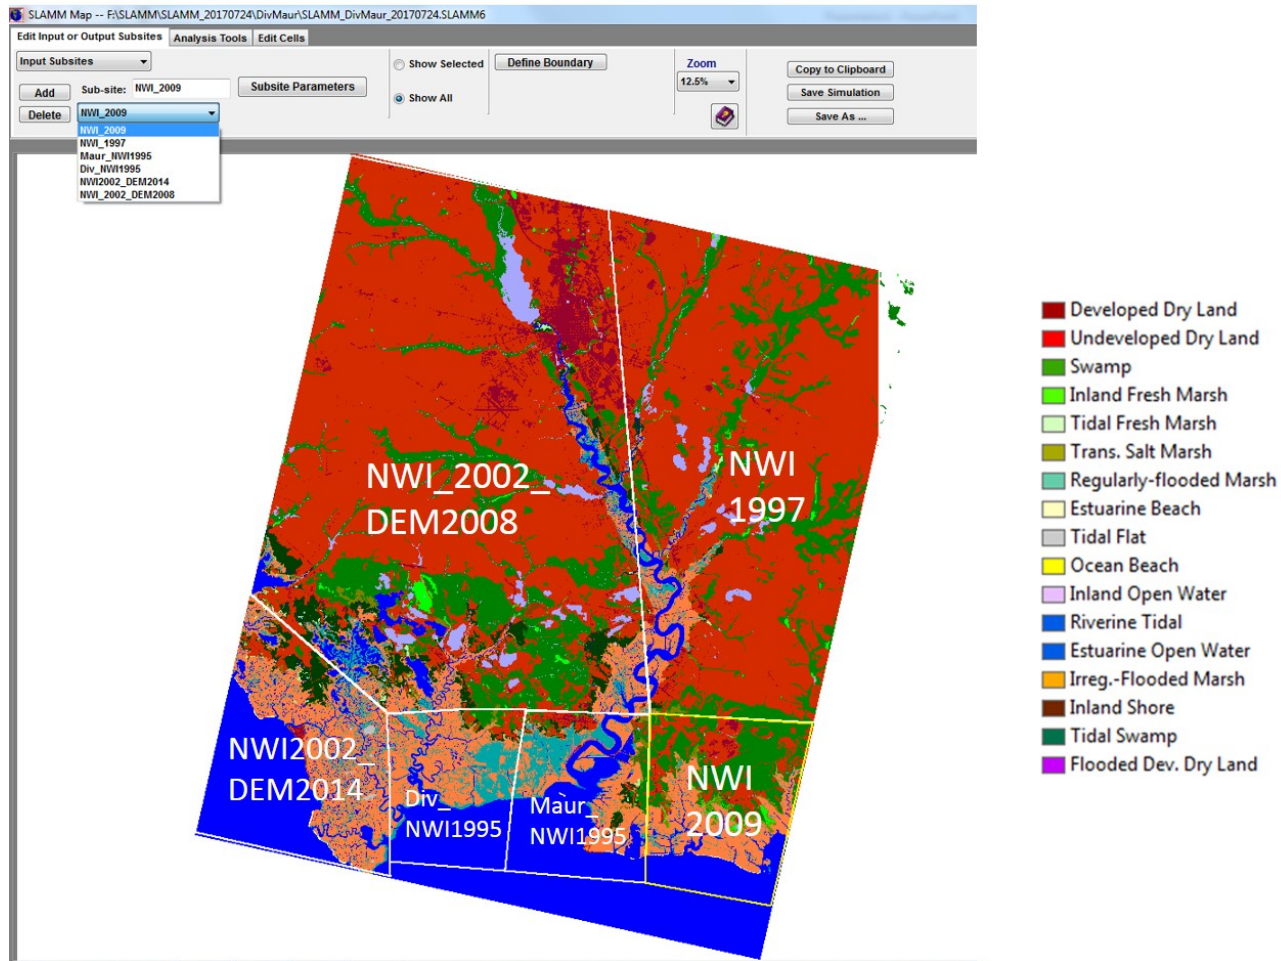 SLAMM Map -- F:\SLAMM\SLAMM_20170724\DivMaur\SLAMM_DivMaur_20170724.SLAMM6
Edit Input or Output Subsites Analysis Tools Edit Cells
Input Subsites
Add Sub-site: NWI_2009 Subsite Parameters
Delete NWI_2009
NWI_2009
NWI_1997
Maur_NWI1995
Div_NWI1995
NWI2002_DEM2014
NWI_2002_DEM2008
Show Selected
Show All
Define Boundary
Zoom
12.5%
Copy to Clipboard
Save Simulation
Save As ...
NWI_2002_
DEM2008
NWI
1997
NWI2002_
DEM2014
Div_
NWI1995
Maur_
NWI1995
NWI
2009
Developed Dry Land
Undeveloped Dry Land
Swamp
Inland Fresh Marsh
Tidal Fresh Marsh
Trans. Salt Marsh
Regularly-flooded Marsh
Estuarine Beach
Tidal Flat
Ocean Beach
Inland Open Water
Riverine Tidal
Estuarine Open Water
Irreg.-Flooded Marsh
Inland Shore
Tidal Swamp
Flooded Dev. Dry Land